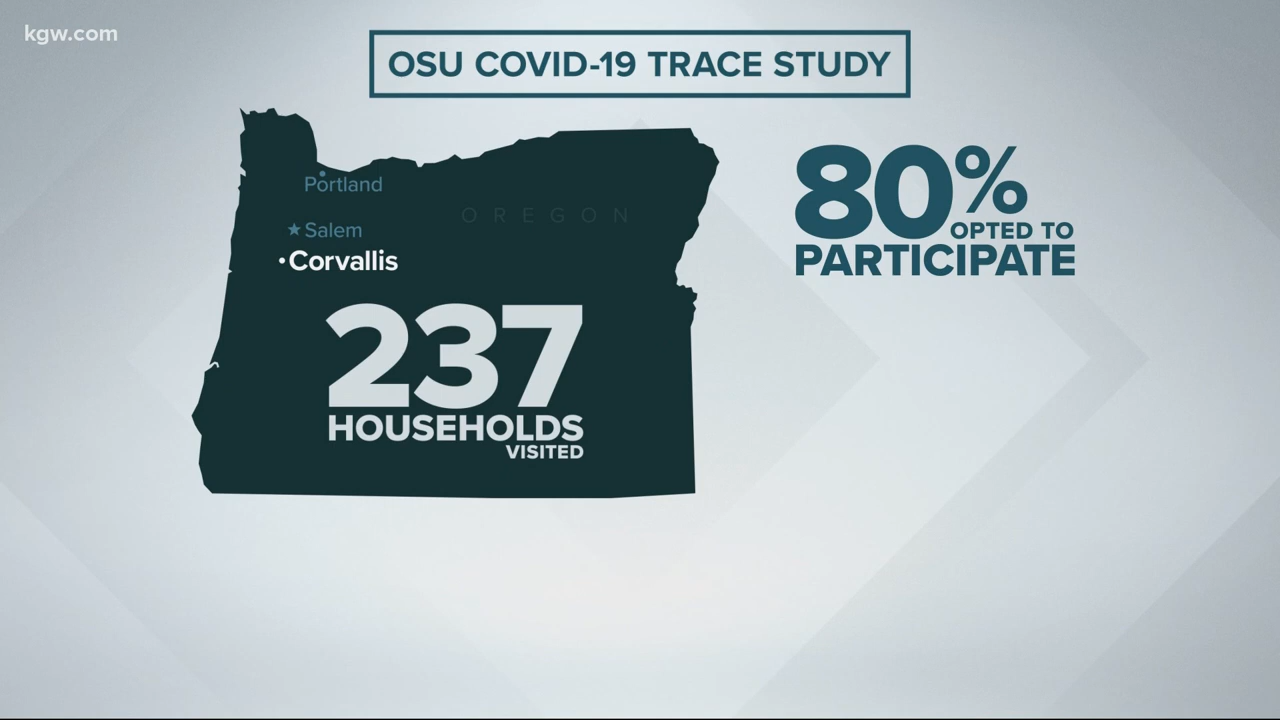 kgw.com
OSU COVID-19 TRACE STUDY
Portland
OREGON
Salem
Corvallis
237
HOUSEHOLDS
VISITED
80%
OPTED TO
PARTICIPATE